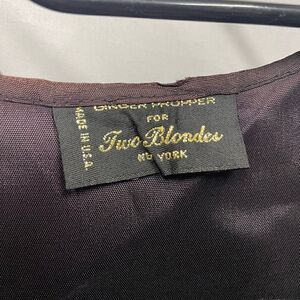 GINGER PROPPER
FOR
Two Blondes
NEW YORK
MADE IN U.S.A.